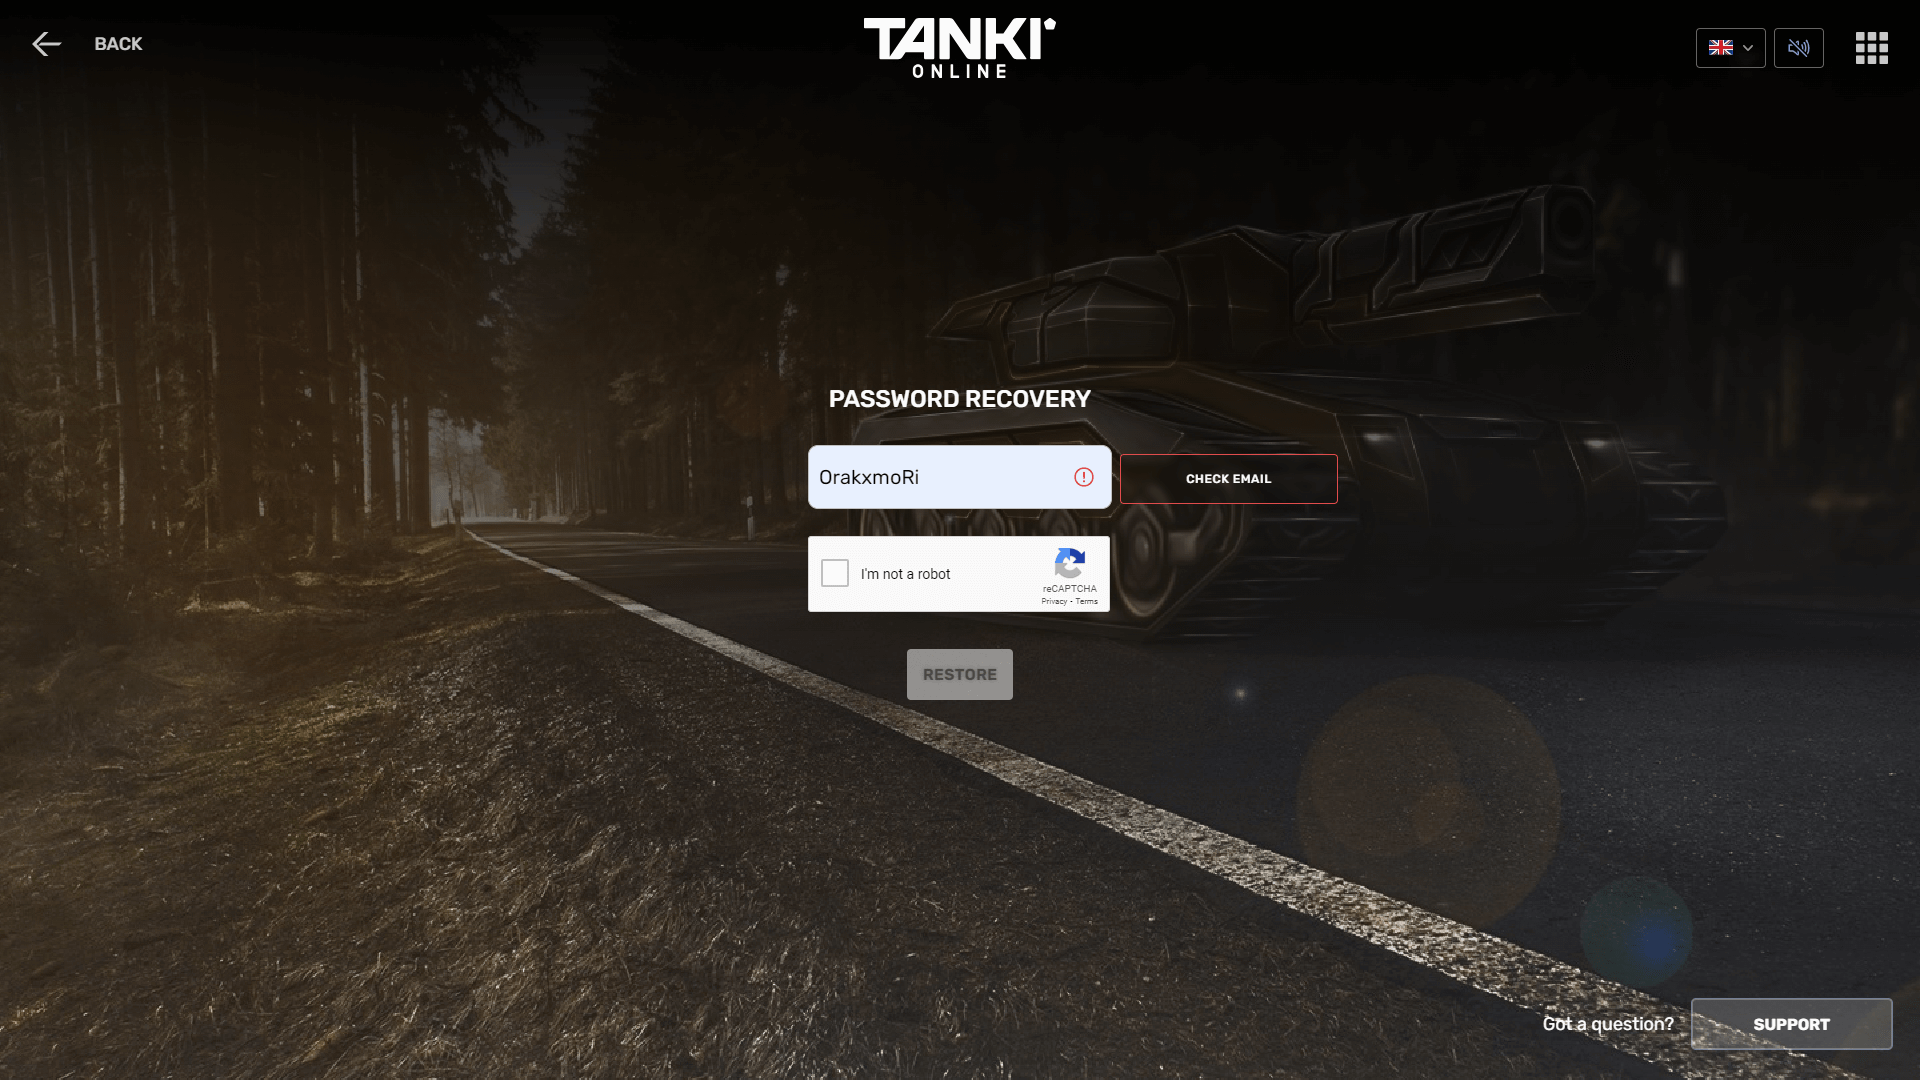 BACK
TANKI
ONLINE
PASSWORD RECOVERY
OrakxmoRi
CHECK EMAIL
I'm not a robot
reCAPTCHA
Privacy - Terms
RESTORE
Got a question?
SUPPORT